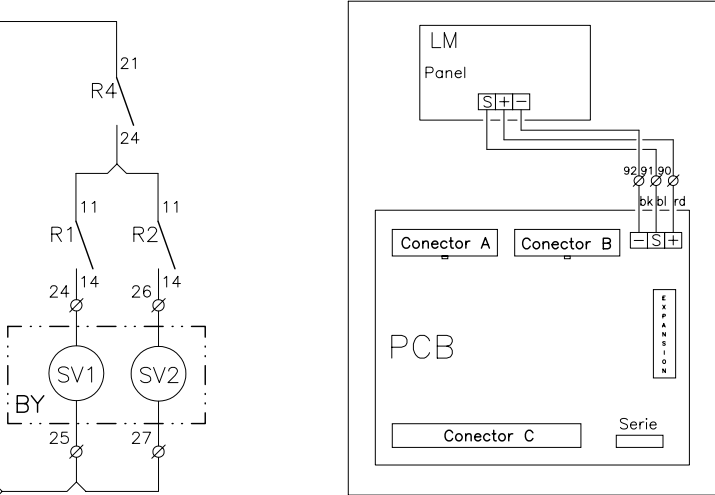 21
R4
24
11 11
R1 R2
14 14
24 26
SV1 SV2
BY
25 27
LM
Panel
S + −
92 91 90
bk bl rd
− S +
Conector A Conector B
EXPANSION
PCB
Serie
Conector C